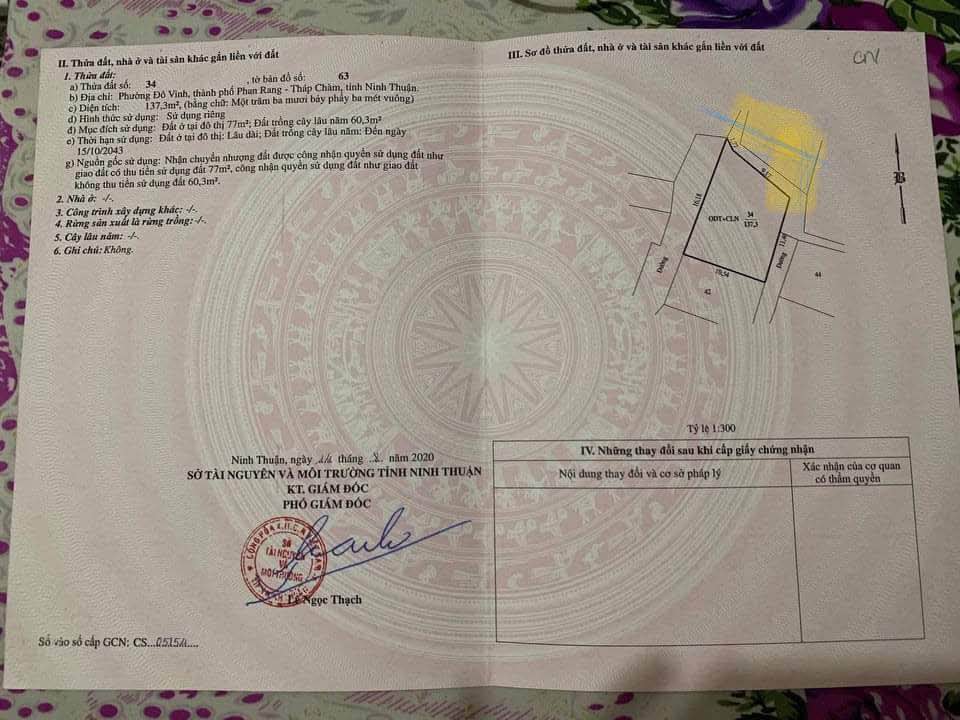 II. Thửa đất, nhà ở và tài sản khác gắn liền với đất
1. Thửa đất:
a) Thửa đất số: 34 , tờ bản đồ số: 63
b) Địa chỉ: Phường Đô Vinh, thành phố Phan Rang - Tháp Chàm, tỉnh Ninh Thuận.
c) Diện tích: 137,3m², (bằng chữ: Một trăm ba mươi bảy phẩy ba mét vuông)
d) Hình thức sử dụng: Sử dụng riêng
đ) Mục đích sử dụng: Đất ở tại đô thị 77m²; Đất trồng cây lâu năm 60,3m²
e) Thời hạn sử dụng: Đất ở tại đô thị: Lâu dài; Đất trồng cây lâu năm: Đến ngày
15/10/2043
g) Nguồn gốc sử dụng: Nhận chuyển nhượng đất được công nhận quyền sử dụng đất như
giao đất có thu tiền sử dụng đất 77m², công nhận quyền sử dụng đất như giao đất
không thu tiền sử dụng đất 60,3m².
2. Nhà ở: -/-.
3. Công trình xây dựng khác: -/-.
4. Rừng sản xuất là rừng trồng: -/-.
5. Cây lâu năm: -/-.
6. Ghi chú: Không.
Ninh Thuận, ngày tháng năm 2020
SỞ TÀI NGUYÊN VÀ MÔI TRƯỜNG TỈNH NINH THUẬN
KT. GIÁM ĐỐC
PHÓ GIÁM ĐỐC
SỞ
TÀI NGUYÊN
VÀ
MÔI TRƯỜNG
Lê Ngọc Thạch
Số vào sổ cấp GCN: CS...
III. Sơ đồ thửa đất, nhà ở và tài sản khác gắn liền với đất
CN
B
16,18
ODT+CLN 34
137,3
Đường
Đường
10,54
42
44
Tỷ lệ 1:300
IV. Những thay đổi sau khi cấp giấy chứng nhận
Nội dung thay đổi và cơ sở pháp lý
Xác nhận của cơ quan
có thẩm quyền